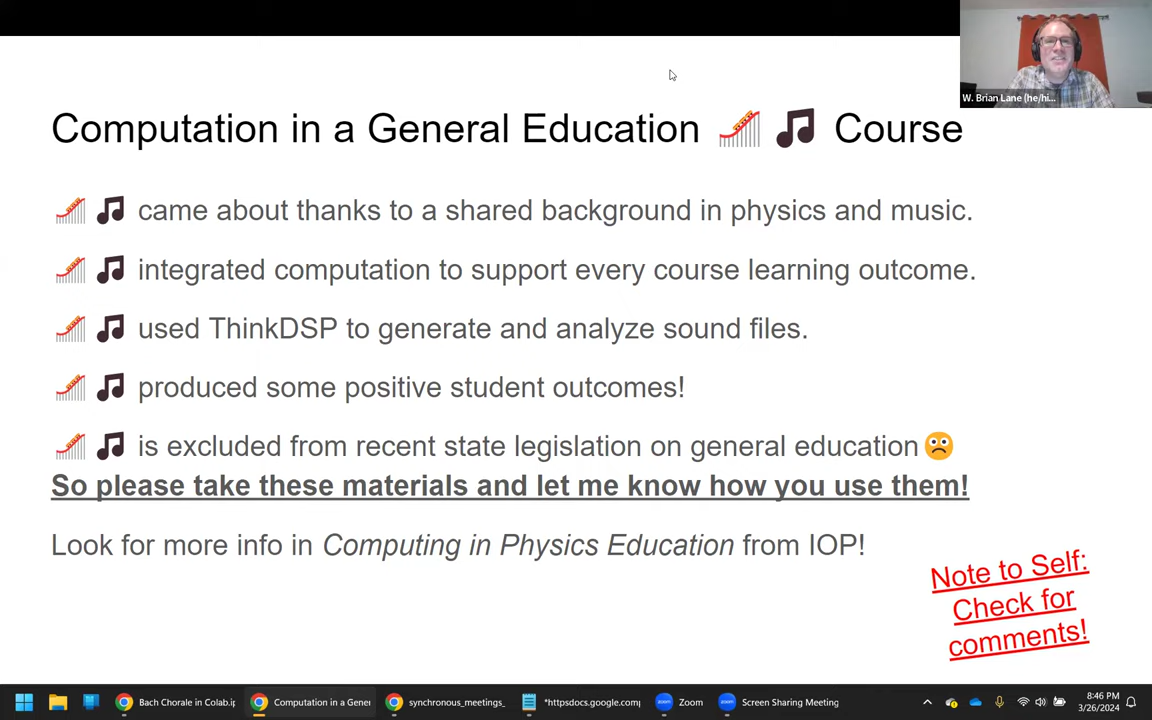 W. Brian Lane (he/hi...
Computation in a General Education 🎢 🎵 Course
🎢 🎵 came about thanks to a shared background in physics and music.
🎢 🎵 integrated computation to support every course learning outcome.
🎢 🎵 used ThinkDSP to generate and analyze sound files.
🎢 🎵 produced some positive student outcomes!
🎢 🎵 is excluded from recent state legislation on general education🙁
So please take these materials and let me know how you use them!
Look for more info in Computing in Physics Education from IOP!
Note to Self:
Check for
comments!
Bach Chorale in Colab.ip
Computation in a Gene
synchronous_meetings_
*httpsdocs.google.com
Zoom
Screen Sharing Meeting
8:46 PM
3/26/2024